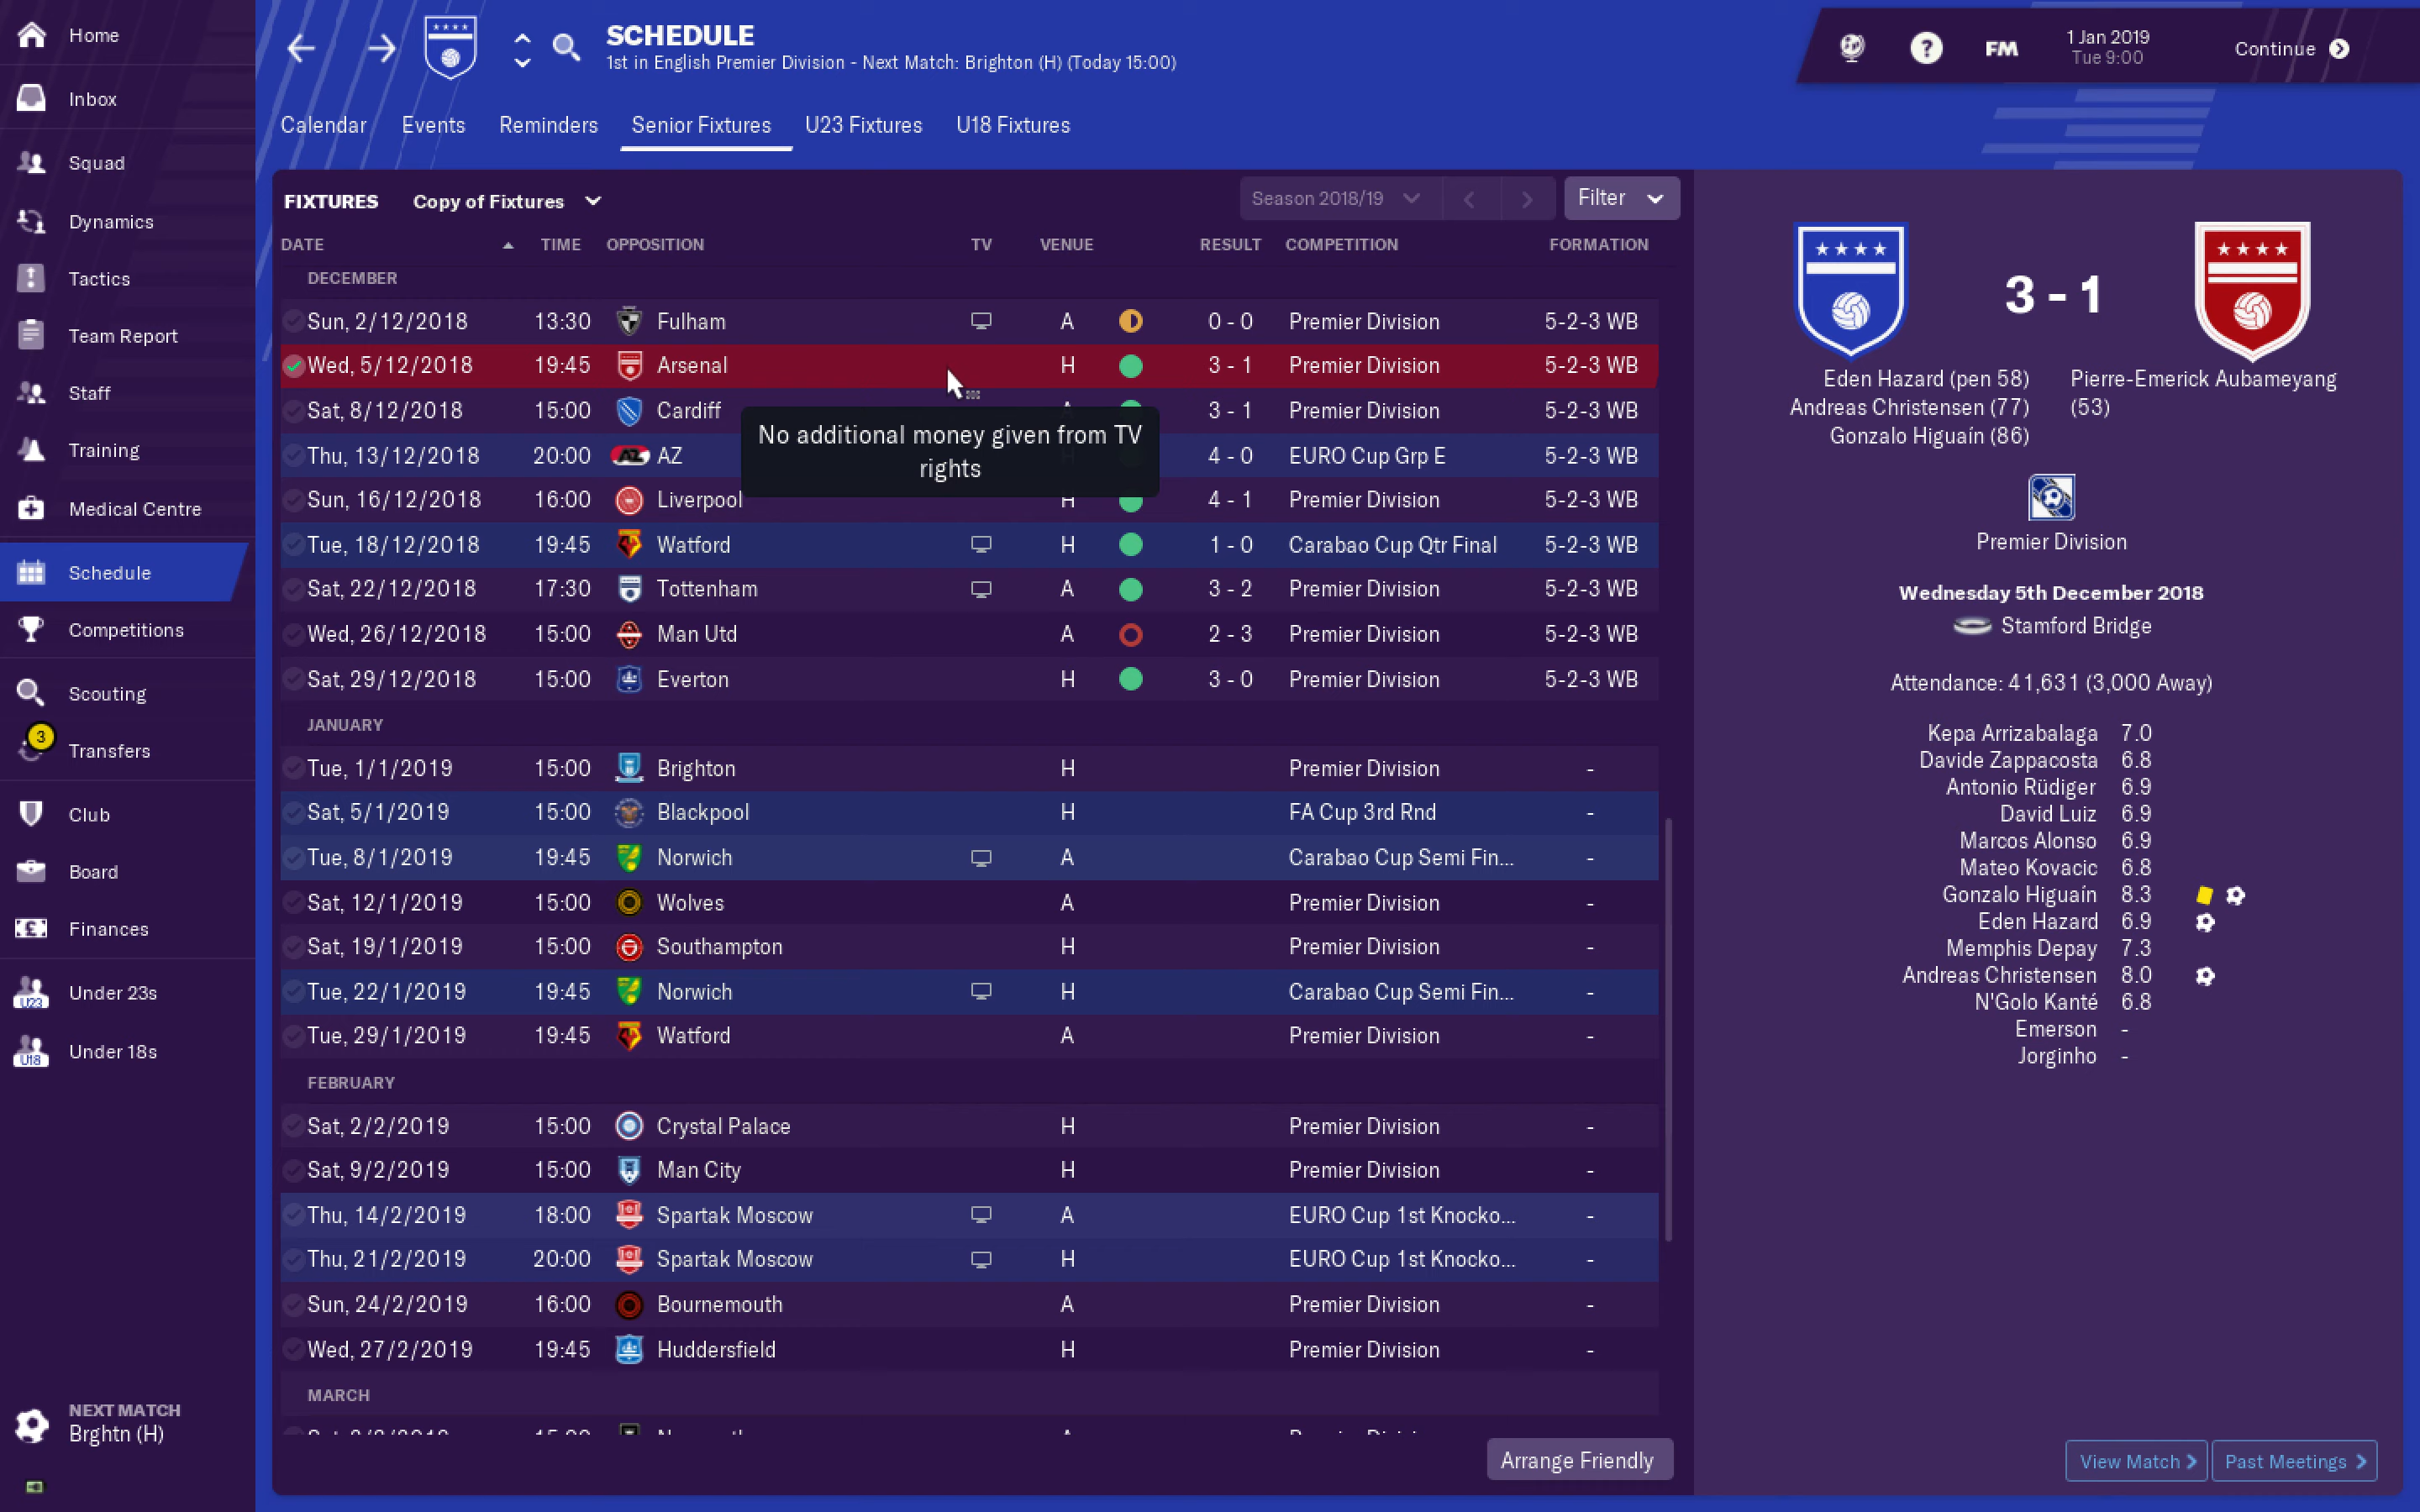 Home
Inbox
Squad
Dynamics
Tactics
Team Report
Staff
Training
Medical Centre
Schedule
Competitions
Scouting
3
Transfers
Club
Board
Finances
U23
Under 23s
U18
Under 18s
NEXT MATCH
Brghtn (H)
SCHEDULE
1st in English Premier Division - Next Match: Brighton (H) (Today 15:00)
? FM
1 Jan 2019
Tue 9:00
Continue
Calendar Events Reminders Senior Fixtures U23 Fixtures U18 Fixtures
FIXTURES Copy of Fixtures Season 2018/19 Filter
DATE TIME OPPOSITION TV VENUE RESULT COMPETITION FORMATION
DECEMBER
Sun, 2/12/2018 13:30 Fulham A 0 - 0 Premier Division 5-2-3 WB
Wed, 5/12/2018 19:45 Arsenal H 3 - 1 Premier Division 5-2-3 WB
Sat, 8/12/2018 15:00 Cardiff 3 - 1 Premier Division 5-2-3 WB
Thu, 13/12/2018 20:00 AZ 4 - 0 EURO Cup Grp E 5-2-3 WB
No additional money given from TV
rights
Sun, 16/12/2018 16:00 Liverpool H 4 - 1 Premier Division 5-2-3 WB
Tue, 18/12/2018 19:45 Watford H 1 - 0 Carabao Cup Qtr Final 5-2-3 WB
Sat, 22/12/2018 17:30 Tottenham A 3 - 2 Premier Division 5-2-3 WB
Wed, 26/12/2018 15:00 Man Utd A 2 - 3 Premier Division 5-2-3 WB
Sat, 29/12/2018 15:00 Everton H 3 - 0 Premier Division 5-2-3 WB
JANUARY
Tue, 1/1/2019 15:00 Brighton H Premier Division -
Sat, 5/1/2019 15:00 Blackpool H FA Cup 3rd Rnd -
Tue, 8/1/2019 19:45 Norwich A Carabao Cup Semi Fin... -
Sat, 12/1/2019 15:00 Wolves A Premier Division -
Sat, 19/1/2019 15:00 Southampton H Premier Division -
Tue, 22/1/2019 19:45 Norwich H Carabao Cup Semi Fin... -
Tue, 29/1/2019 19:45 Watford A Premier Division -
FEBRUARY
Sat, 2/2/2019 15:00 Crystal Palace H Premier Division -
Sat, 9/2/2019 15:00 Man City H Premier Division -
Thu, 14/2/2019 18:00 Spartak Moscow A EURO Cup 1st Knocko... -
Thu, 21/2/2019 20:00 Spartak Moscow H EURO Cup 1st Knocko... -
Sun, 24/2/2019 16:00 Bournemouth A Premier Division -
Wed, 27/2/2019 19:45 Huddersfield H Premier Division -
MARCH
Arrange Friendly
3 - 1
Eden Hazard (pen 58)
Andreas Christensen (77)
Gonzalo Higuaín (86)
Pierre-Emerick Aubameyang
(53)
Premier Division
Wednesday 5th December 2018
Stamford Bridge
Attendance: 41,631 (3,000 Away)
Kepa Arrizabalaga 7.0
Davide Zappacosta 6.8
Antonio Rüdiger 6.9
David Luiz 6.9
Marcos Alonso 6.9
Mateo Kovacic 6.8
Gonzalo Higuaín 8.3
Eden Hazard 6.9
Memphis Depay 7.3
Andreas Christensen 8.0
N'Golo Kanté 6.8
Emerson -
Jorginho -
View Match Past Meetings